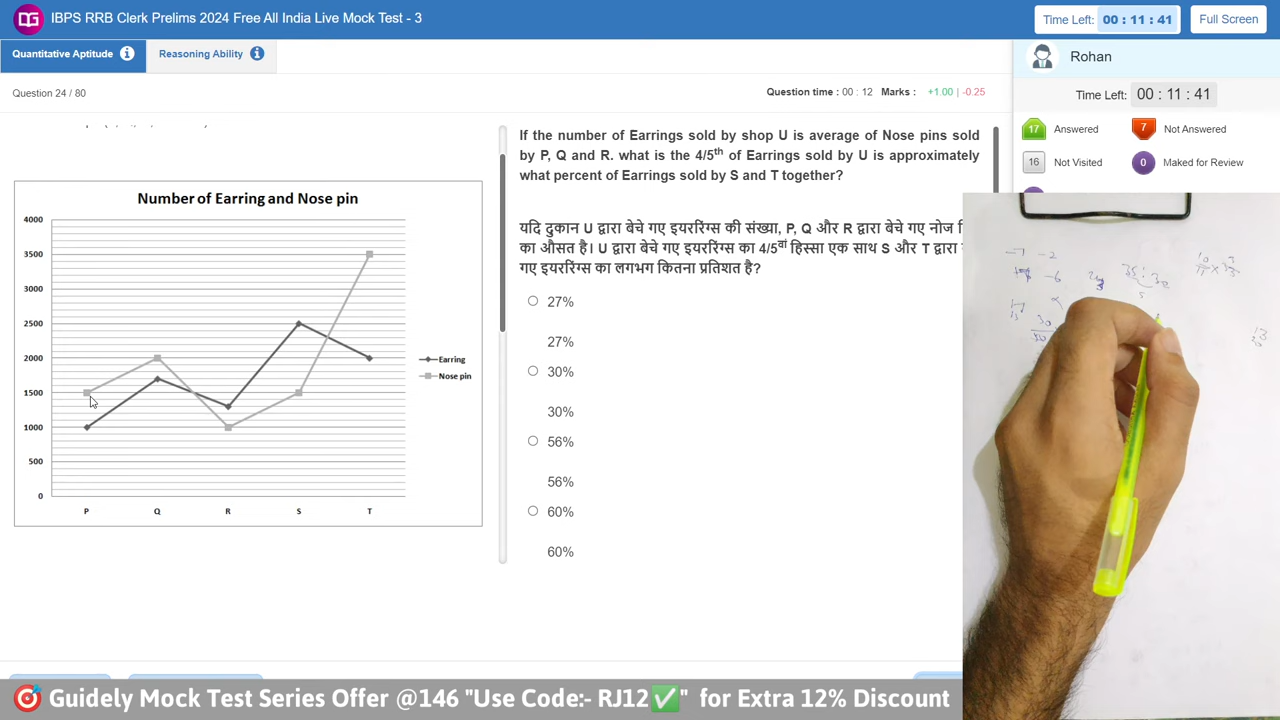 IBPS RRB Clerk Prelims 2024 Free All India Live Mock Test - 3
Time Left: 00 : 11 : 41
Full Screen
Quantitative Aptitude
Reasoning Ability
Rohan
Question 24 / 80
Question time : 00 : 12 Marks : +1.00 | -0.25
Time Left: 00 : 11 : 41
17 Answered
7 Not Answered
16 Not Visited
0 Maked for Review
If the number of Earrings sold by shop U is average of Nose pins sold
by P, Q and R. what is the 4/5th of Earrings sold by U is approximately
what percent of Earrings sold by S and T together?
यदि दुकान U द्वारा बेचे गए इयररिंग्स की संख्या, P, Q और R द्वारा बेचे गए नोज
का औसत है। U द्वारा बेचे गए इयररिंग्स का 4/5वां हिस्सा एक साथ S और T द्वारा
गए इयररिंग्स का लगभग कितना प्रतिशत है?
27%
27%
30%
30%
56%
56%
60%
60%
Number of Earring and Nose pin
4000
3500
3000
2500
2000
1500
1000
500
0
P Q R S T
Earring
Nose pin
Guidely Mock Test Series Offer @146 "Use Code:- RJ12✅" for Extra 12% Discount